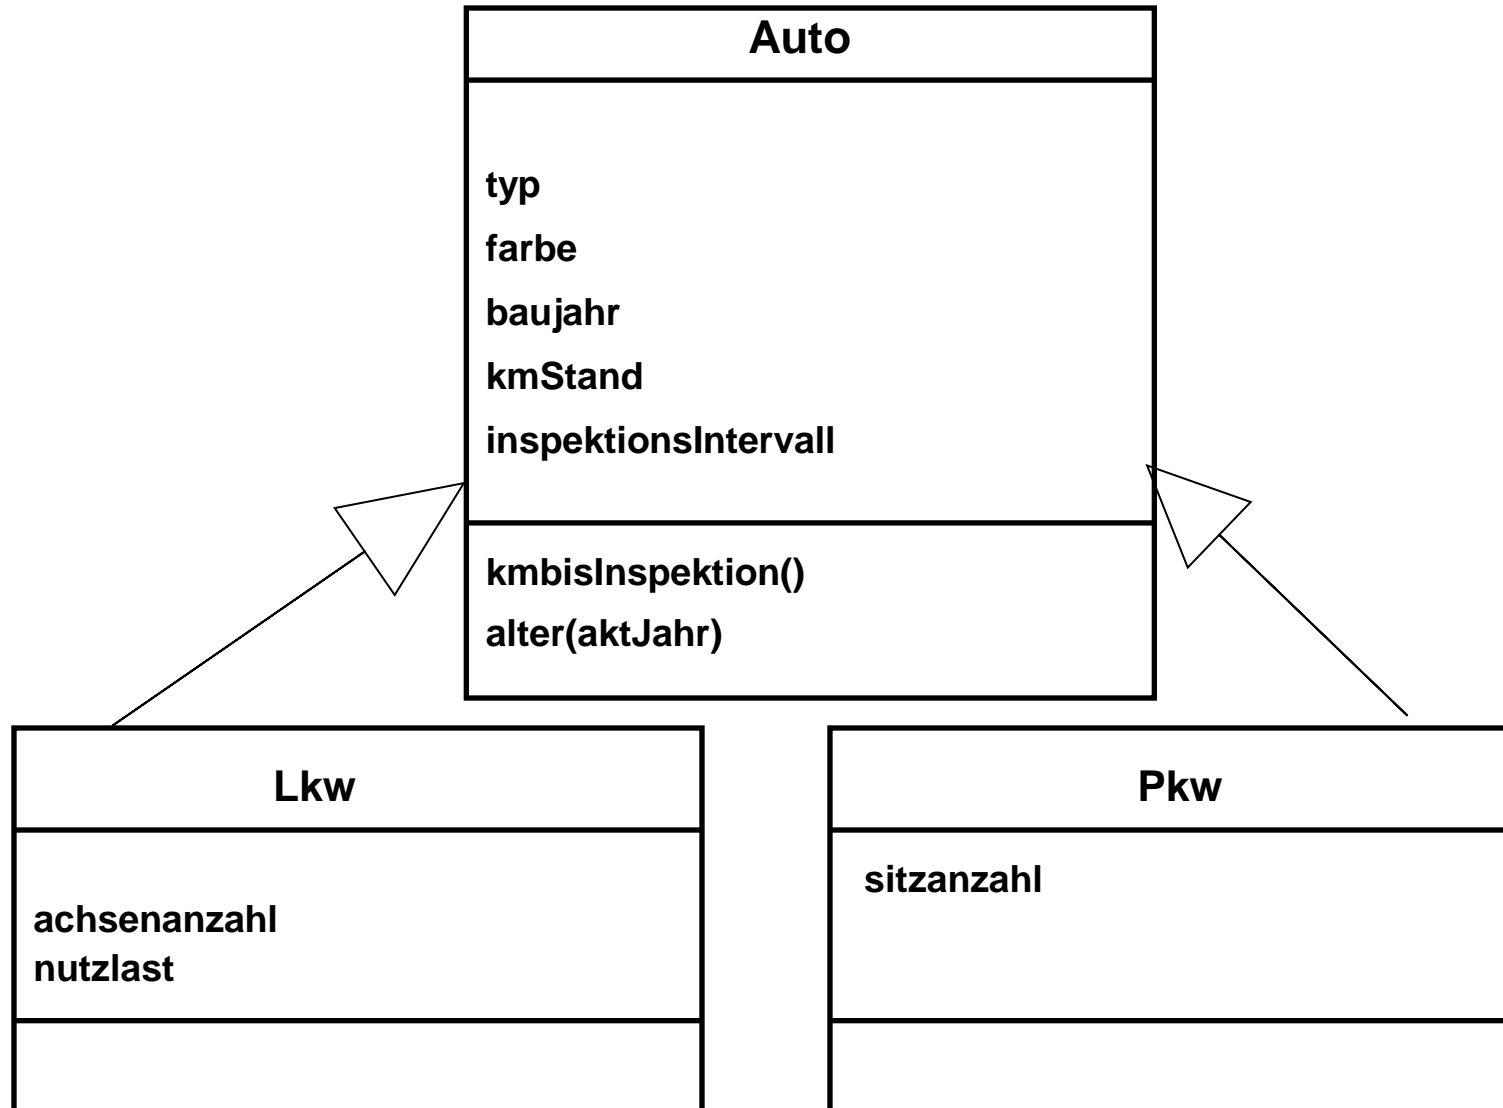 Auto
typ
farbe
baujahr
kmStand
inspektionsIntervall
kmbisInspektion()
alter(aktJahr)
Lkw
achsenanzahl
nutzlast
Pkw
sitzanzahl